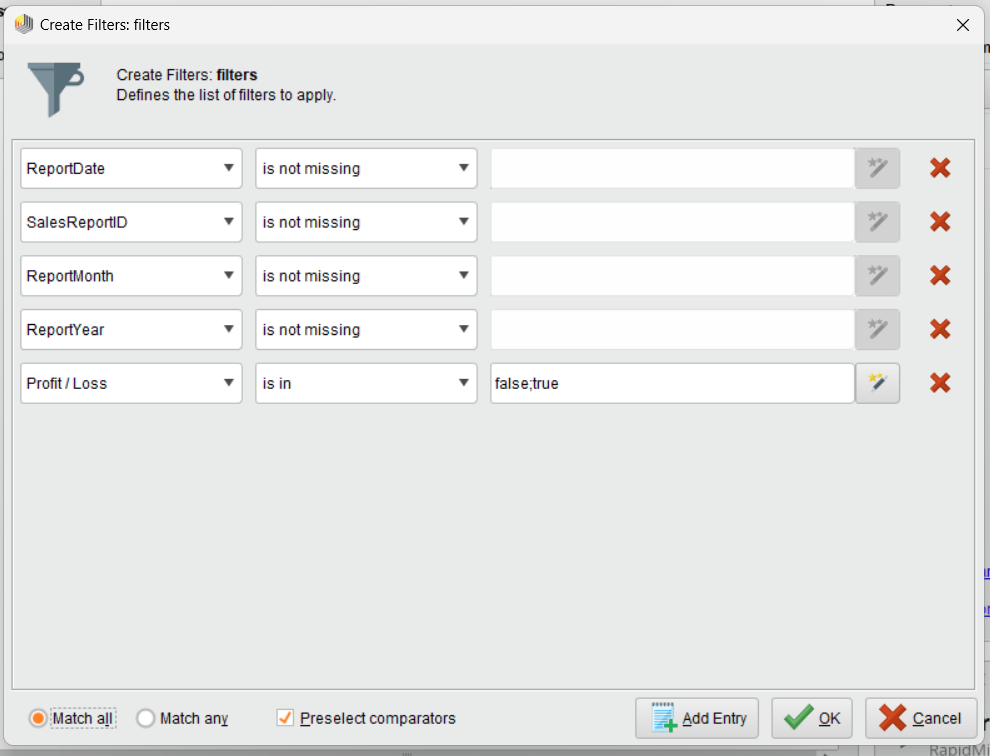 Create Filters: filters
Create Filters: filters
Defines the list of filters to apply.
ReportDate is not missing
SalesReportID is not missing
ReportMonth is not missing
ReportYear is not missing
Profit / Loss is in false;true
Match all Match any Preselect comparators Add Entry OK Cancel